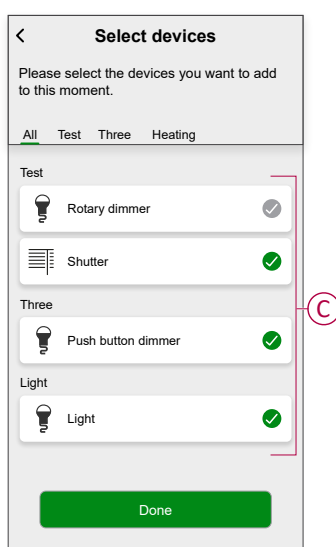 Select devices
Please select the devices you want to add
to this moment.
All Test Three Heating
Test
Rotary dimmer
Shutter
Three
Push button dimmer
Light
Light
Done
C